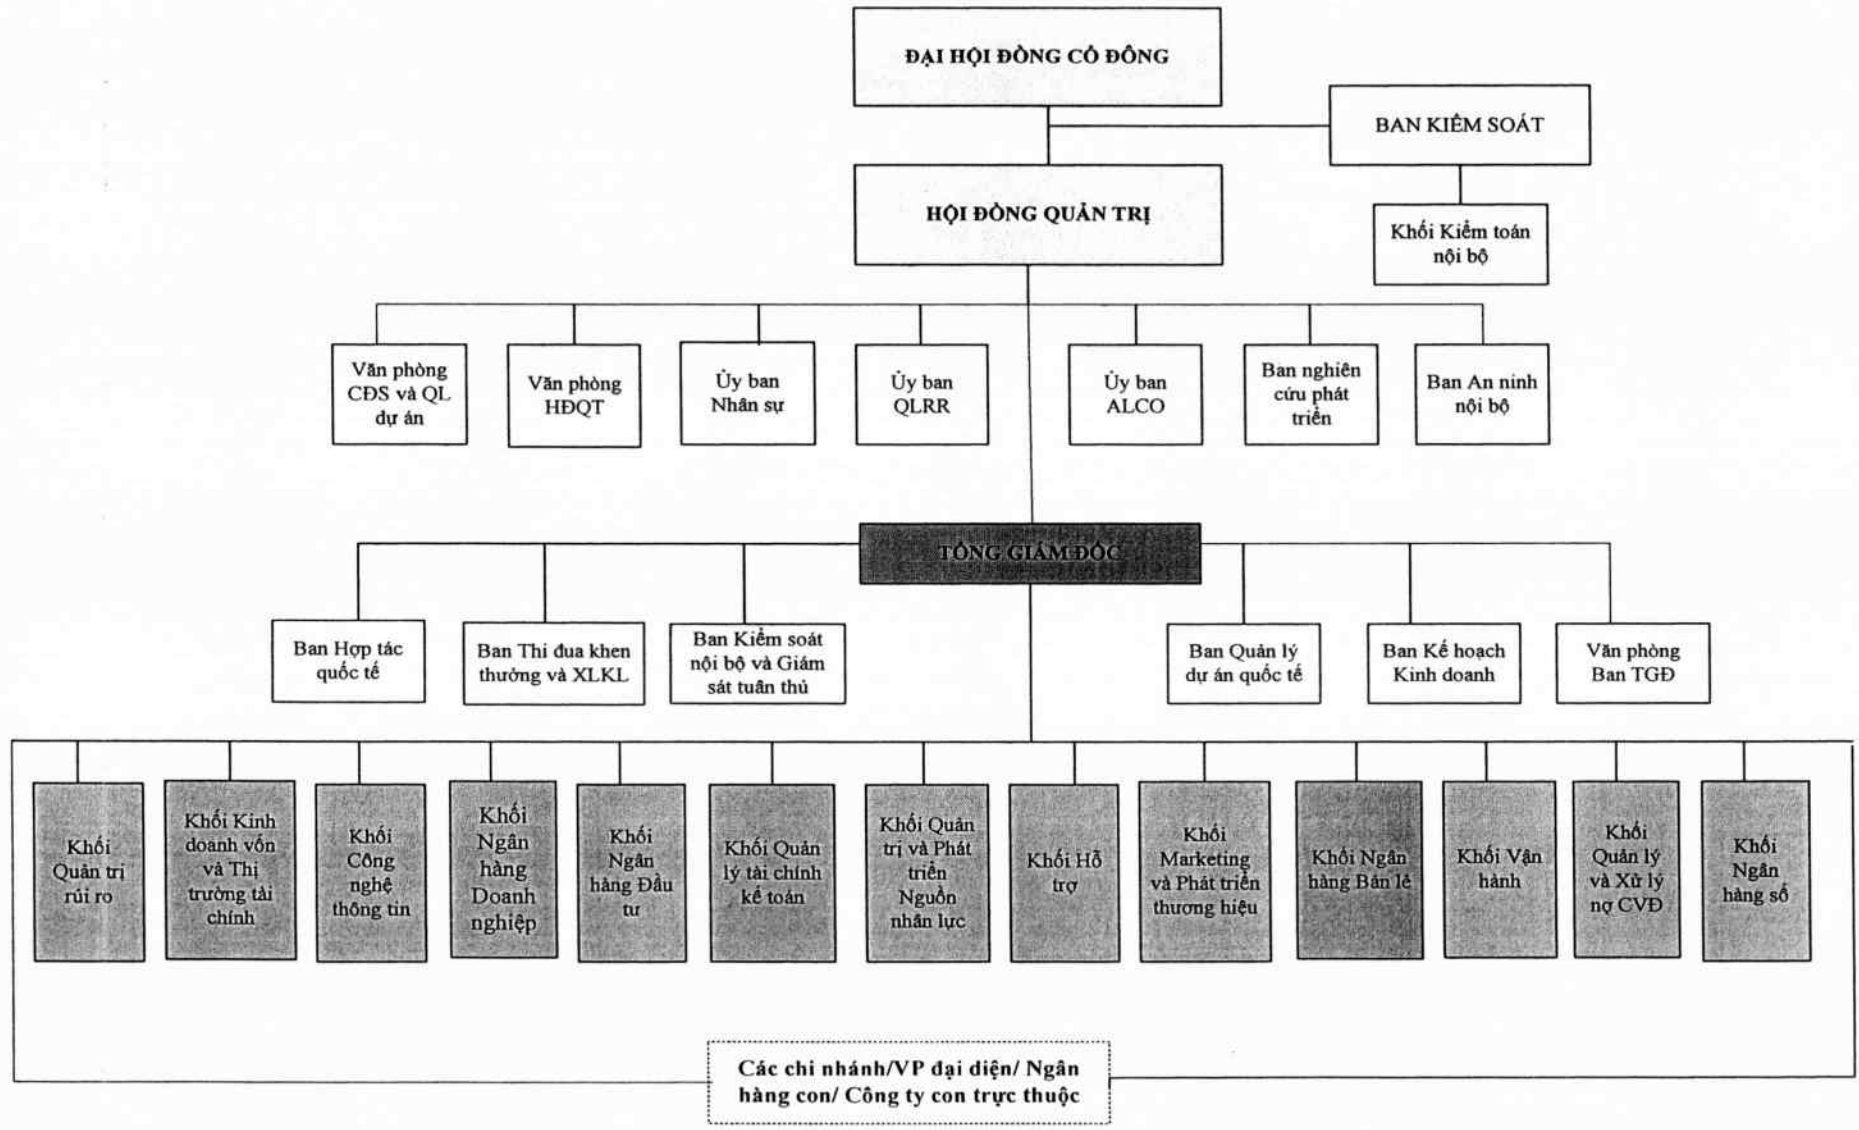 ĐẠI HỘI ĐỒNG CỔ ĐÔNG
BAN KIỂM SOÁT
HỘI ĐỒNG QUẢN TRỊ
Khối Kiểm toán
nội bộ
Văn phòng
CĐS và QL
dự án
Văn phòng
HĐQT
Ủy ban
Nhân sự
Ủy ban
QLRR
Ủy ban
ALCO
Ban nghiên
cứu phát
triển
Ban An ninh
nội bộ
TỔNG GIÁM ĐỐC
Ban Hợp tác
quốc tế
Ban Thi đua khen
thưởng và XLKL
Ban Kiểm soát
nội bộ và Giám
sát tuân thủ
Ban Quản lý
dự án quốc tế
Ban Kế hoạch
Kinh doanh
Văn phòng
Ban TGĐ
Khối
Quản trị
rủi ro
Khối Kinh
doanh vốn
và Thị
trường tài
chính
Khối
Công
nghệ
thông tin
Khối
Ngân
hàng
Doanh
nghiệp
Khối
Ngân
hàng Đầu
tư
Khối Quản
lý tài chính
kế toán
Khối Quản
trị và Phát
triển
Nguồn
nhân lực
Khối Hỗ
trợ
Khối
Marketing
và Phát triển
thương hiệu
Khối Ngân
hàng Bán lẻ
Khối Vận
hành
Khối
Quản lý
và Xử lý
nợ CVĐ
Khối
Ngân
hàng số
Các chi nhánh/VP đại diện/ Ngân
hàng con/ Công ty con trực thuộc